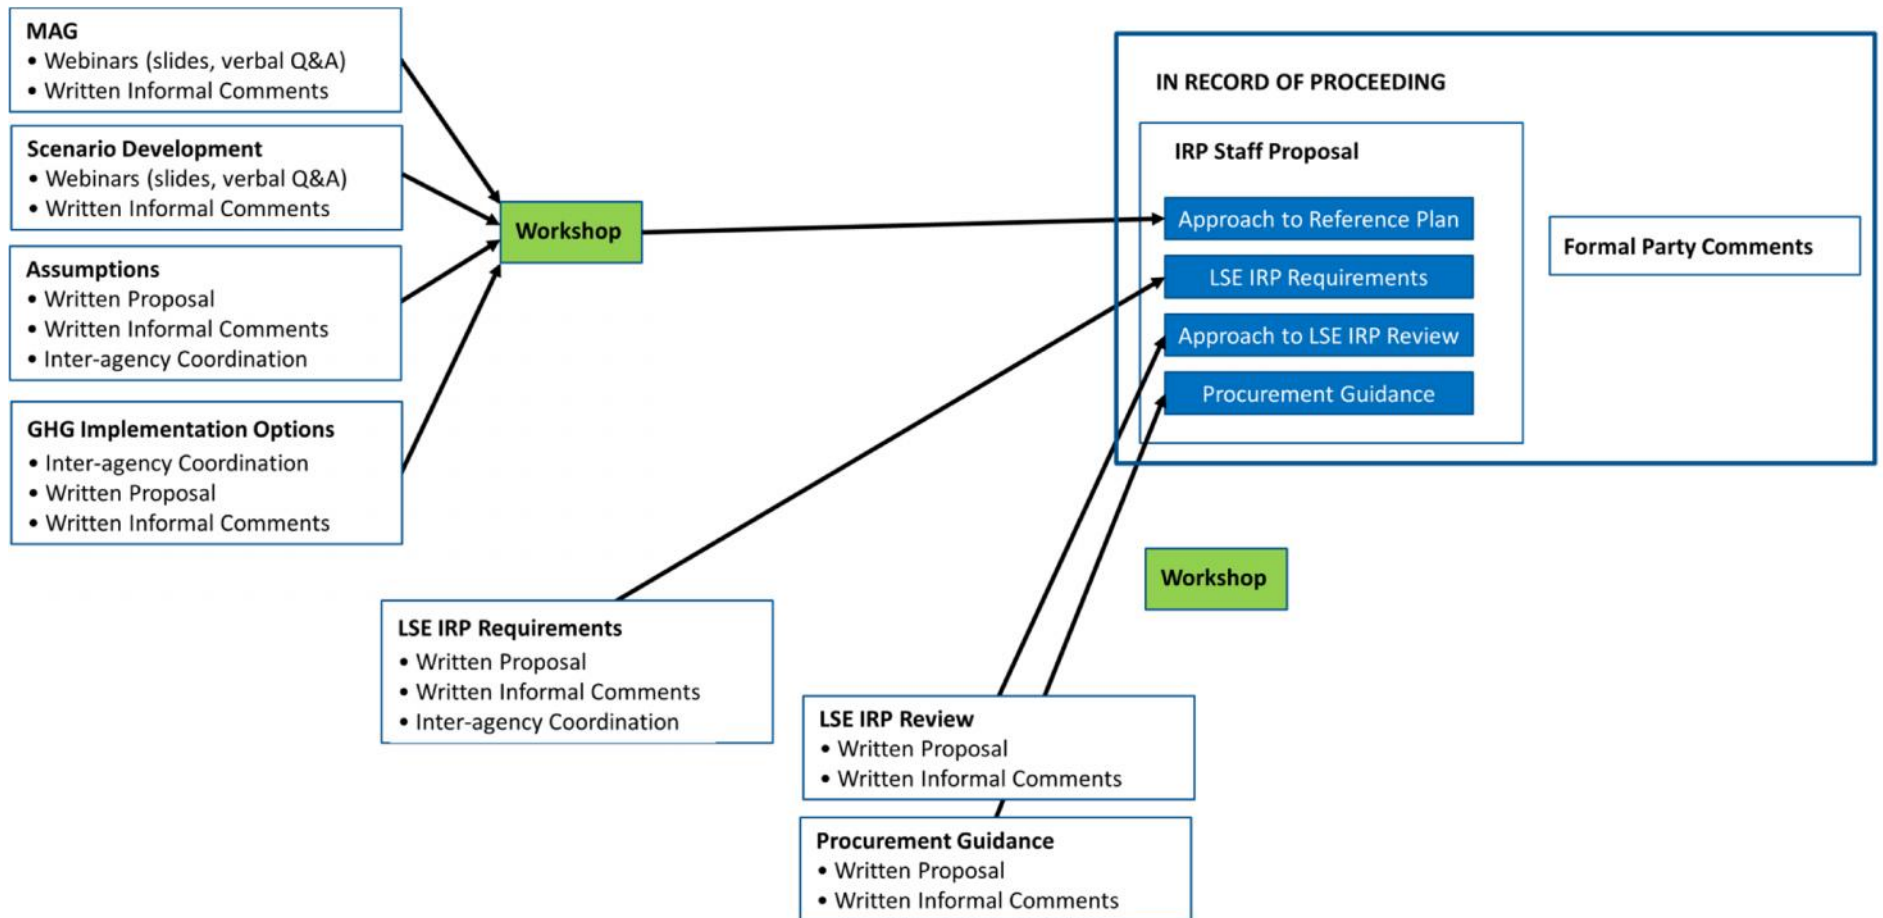 MAG
• Webinars (slides, verbal Q&A)
• Written Informal Comments
Scenario Development
• Webinars (slides, verbal Q&A)
• Written Informal Comments
Assumptions
• Written Proposal
• Written Informal Comments
• Inter-agency Coordination
GHG Implementation Options
• Inter-agency Coordination
• Written Proposal
• Written Informal Comments
Workshop
IN RECORD OF PROCEEDING
IRP Staff Proposal
Approach to Reference Plan
LSE IRP Requirements
Approach to LSE IRP Review
Procurement Guidance
Formal Party Comments
Workshop
LSE IRP Requirements
• Written Proposal
• Written Informal Comments
• Inter-agency Coordination
LSE IRP Review
• Written Proposal
• Written Informal Comments
Procurement Guidance
• Written Proposal
• Written Informal Comments